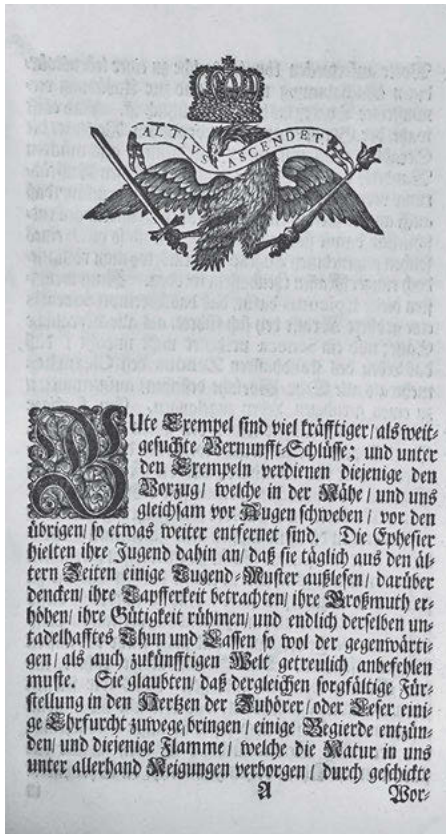 ALTIVS ASCENDET
GUte Exempel sind viel kräfftiger/ als weit-
gesuchte Vernunfft-Schlüsse; und unter
den Exempeln verdienen diejenige den
Vorzug/ welche in der Nähe/ und uns
gleichsam vor Augen schweben/ vor den
übrigen/ so etwas weiter entfernet sind. Die Ephesier
hielten ihre Jugend dahin an/ daß sie täglich aus den äl-
tern Zeiten einige Tugend-Muster außlesen/ darüber
dencken/ ihre Tapfferkeit betrachten/ ihre Großmuth er-
höhen/ ihre Gütigkeit rühmen/ und endlich derselben un-
tadelhafftes Thun und Lassen so wol der gegenwärti-
gen/ als auch zukünfftigen Welt getreulich anbefehlen
muste. Sie glaubten/ daß dergleichen sorgfältige Für-
stellung in den Hertzen der Zuhörer/ oder Leser eini-
ge Ehrfurcht zuwege bringen/ einige Begierde entzün-
den/ und diejenige Flamme/ welche die Natur in uns
unter allerhand Neigungen verborgen/ durch geschickte
A Vor-